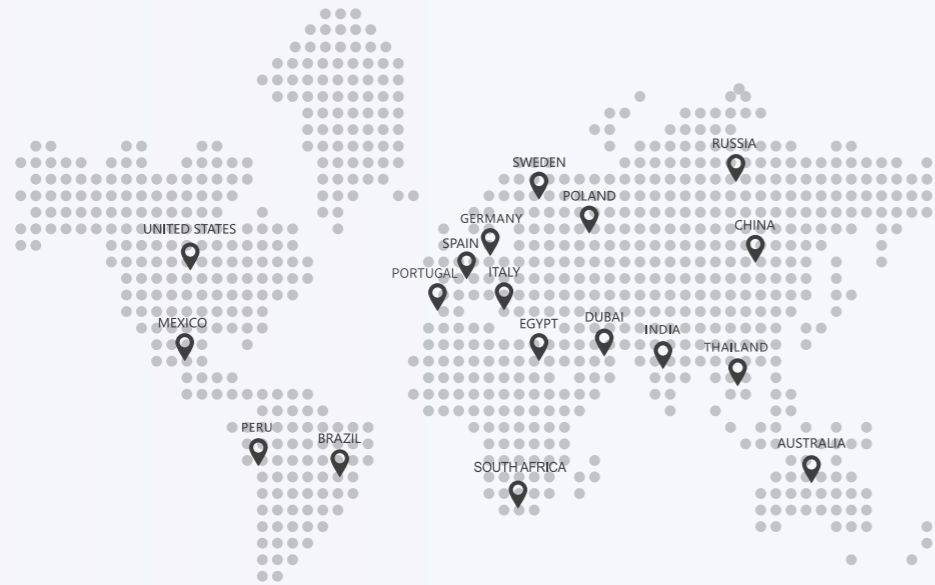 RUSSIA
SWEDEN
POLAND
GERMANY
CHINA
UNITED STATES
SPAIN
PORTUGAL
ITALY
MEXICO
EGYPT
DUBAI
INDIA
THAILAND
PERU
BRAZIL
AUSTRALIA
SOUTH AFRICA